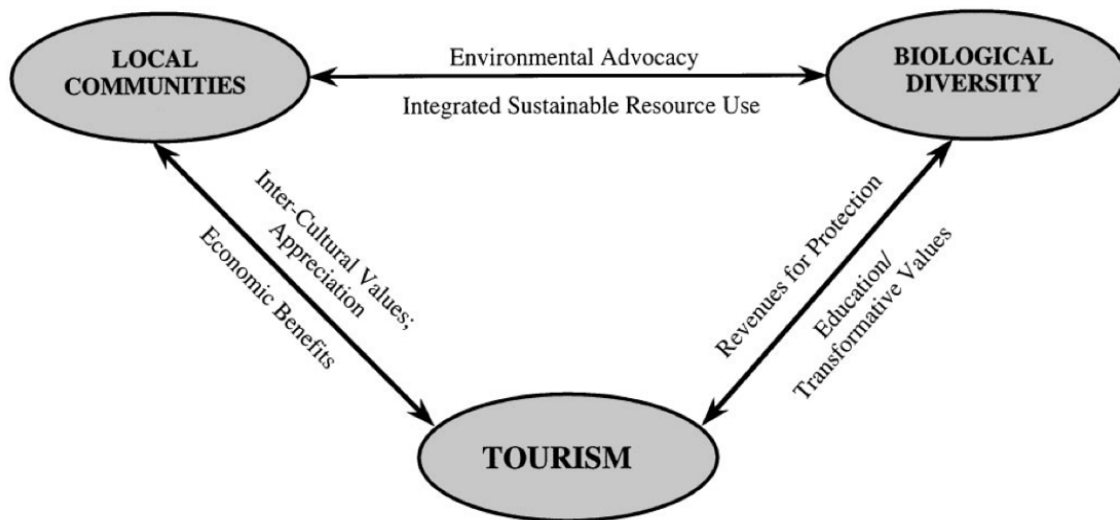 LOCAL
COMMUNITIES
Environmental Advocacy
Integrated Sustainable Resource Use
BIOLOGICAL
DIVERSITY
Inter-Cultural Values;
Appreciation
Economic Benefits
Revenues for Protection
Education/
Transformative Values
TOURISM